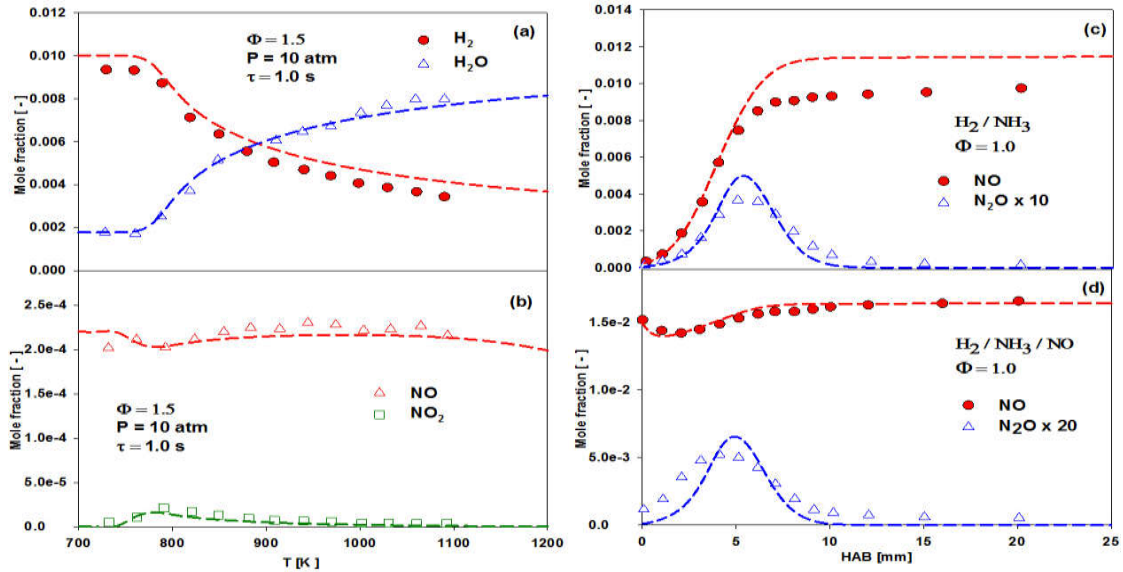 (a)
Φ = 1.5
P = 10 atm
τ = 1.0 s
H2
H2O
Mole fraction [ - ]
0.012
0.010
0.008
0.006
0.004
0.002
0.000
(b)
Mole fraction [ - ]
2.5e-4
2.0e-4
1.5e-4
1.0e-4
5.0e-5
0.0
Φ = 1.5
P = 10 atm
τ = 1.0 s
NO
NO2
700 800 900 1000 1100 1200
T [K]
(c)
Mole fraction [ - ]
0.014
0.012
0.010
0.008
0.006
0.004
0.002
0.000
H2 / NH3
Φ = 1.0
NO
N2O x 10
(d)
Mole fraction [ - ]
1.5e-2
1.0e-2
5.0e-3
0.0
H2 / NH3 / NO
Φ = 1.0
NO
N2O x 20
0 5 10 15 20 25
HAB [mm]